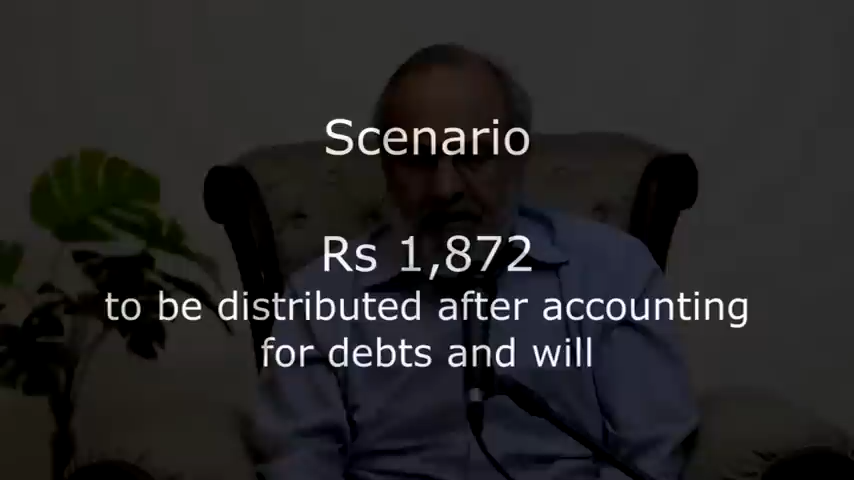 Scenario
Rs 1,872
to be distributed after accounting
for debts and will